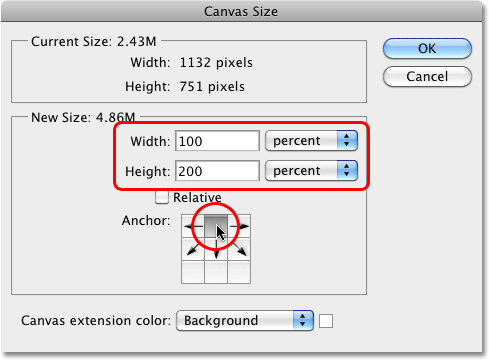 Canvas Size
Current Size: 2.43M
Width: 1132 pixels
Height: 751 pixels
OK
Cancel
New Size: 4.86M
Width: 100 percent
Height: 200 percent
Relative
Anchor:
Canvas extension color: Background